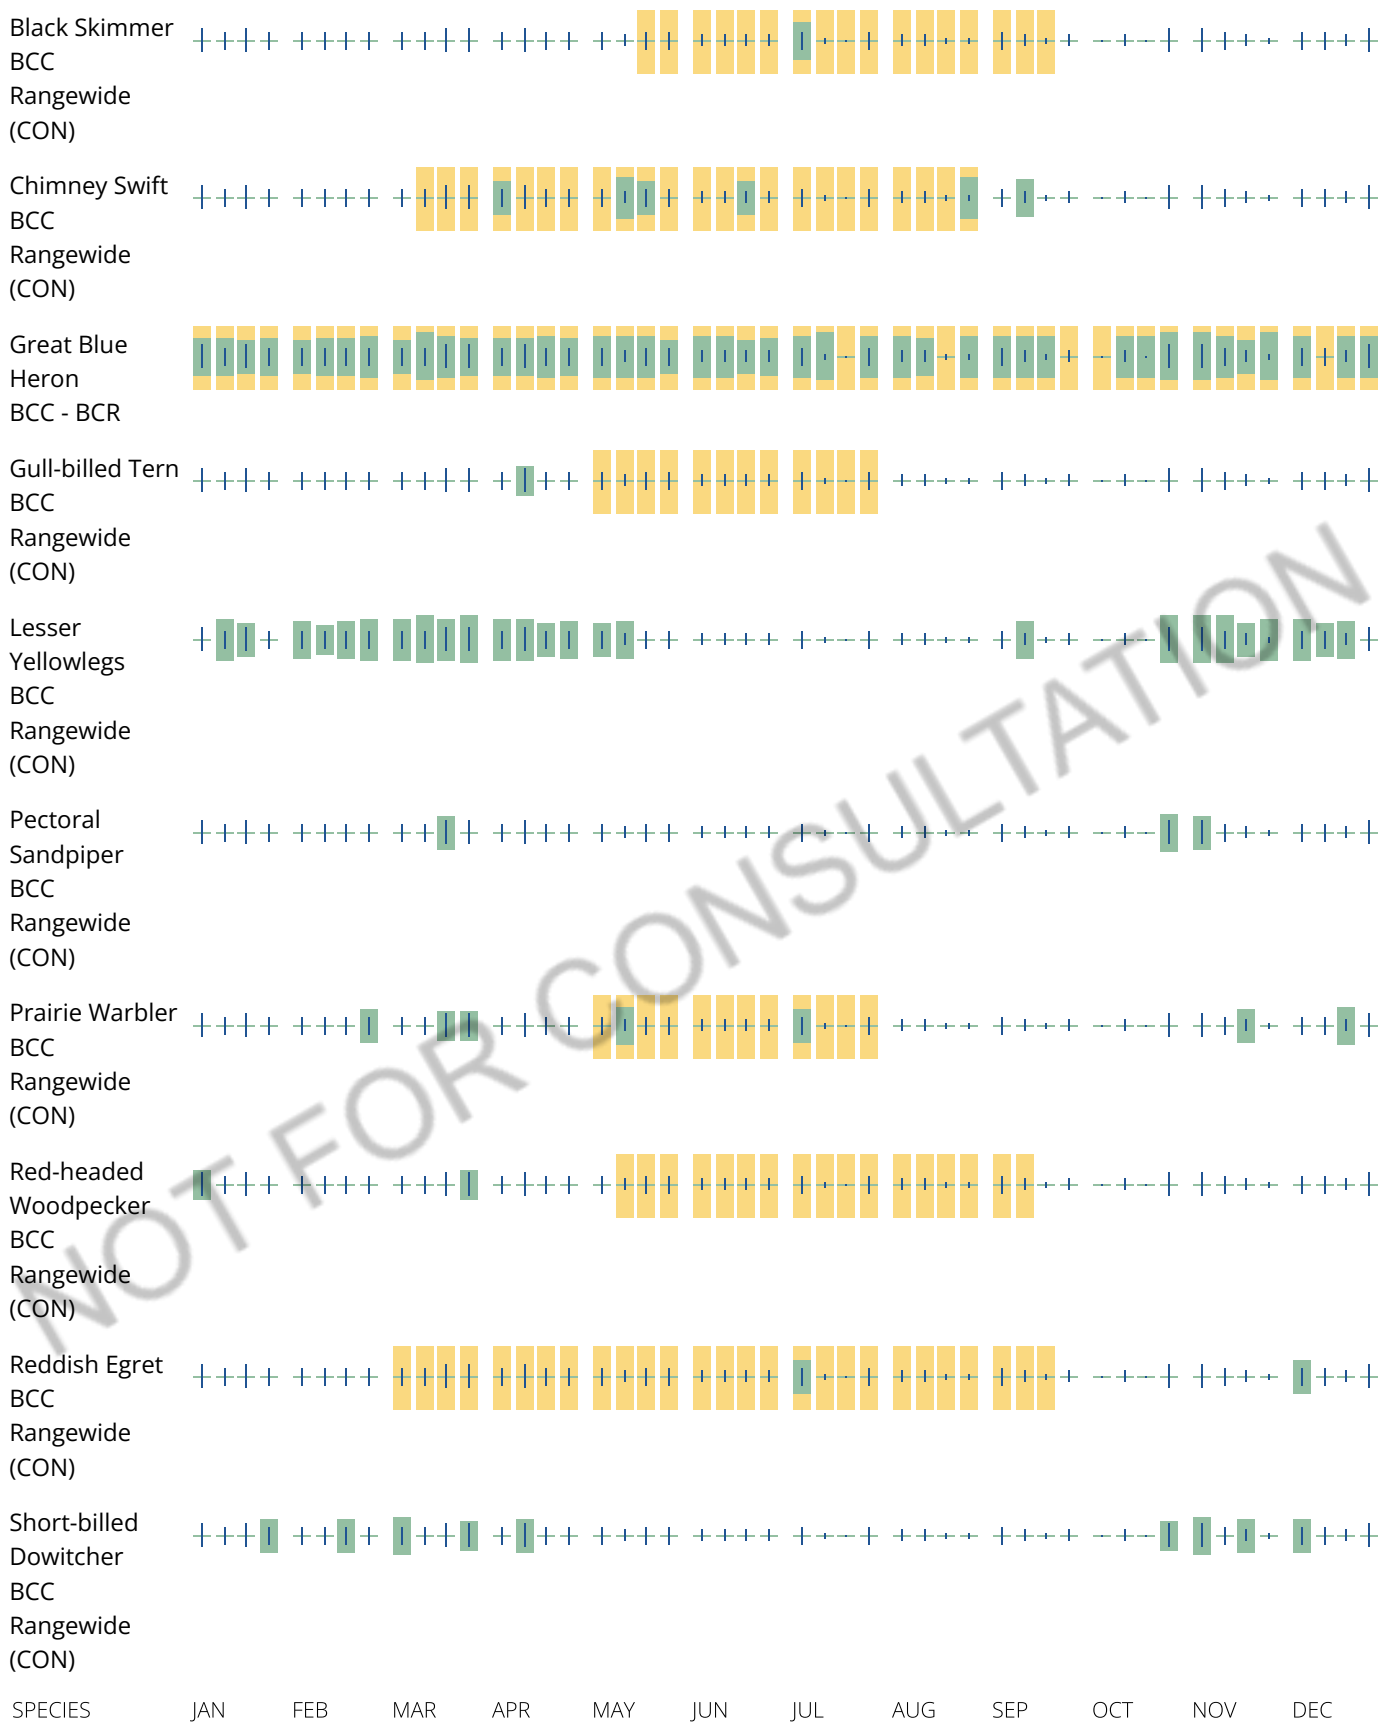 Black Skimmer
BCC
Rangewide
(CON)
Chimney Swift
BCC
Rangewide
(CON)
Great Blue
Heron
BCC - BCR
Gull-billed Tern
BCC
Rangewide
(CON)
Lesser
Yellowlegs
BCC
Rangewide
(CON)
Pectoral
Sandpiper
BCC
Rangewide
(CON)
Prairie Warbler
BCC
Rangewide
(CON)
Red-headed
Woodpecker
BCC
Rangewide
(CON)
Reddish Egret
BCC
Rangewide
(CON)
Short-billed
Dowitcher
BCC
Rangewide
(CON)
SPECIES JAN FEB MAR APR MAY JUN JUL AUG SEP OCT NOV DEC
NOT FOR CONSULTATION